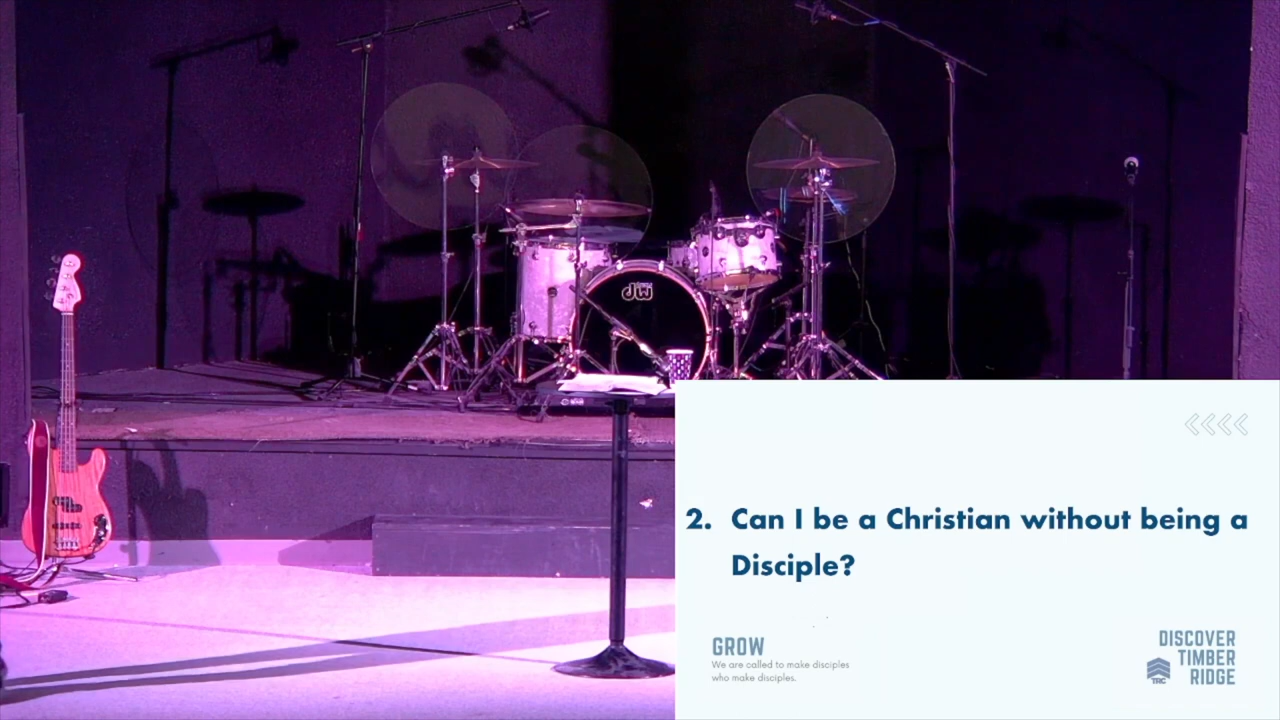 dw
2. Can I be a Christian without being a
Disciple?
GROW
We are called to make disciples
who make disciples.
DISCOVER
TIMBER
RIDGE
TRC